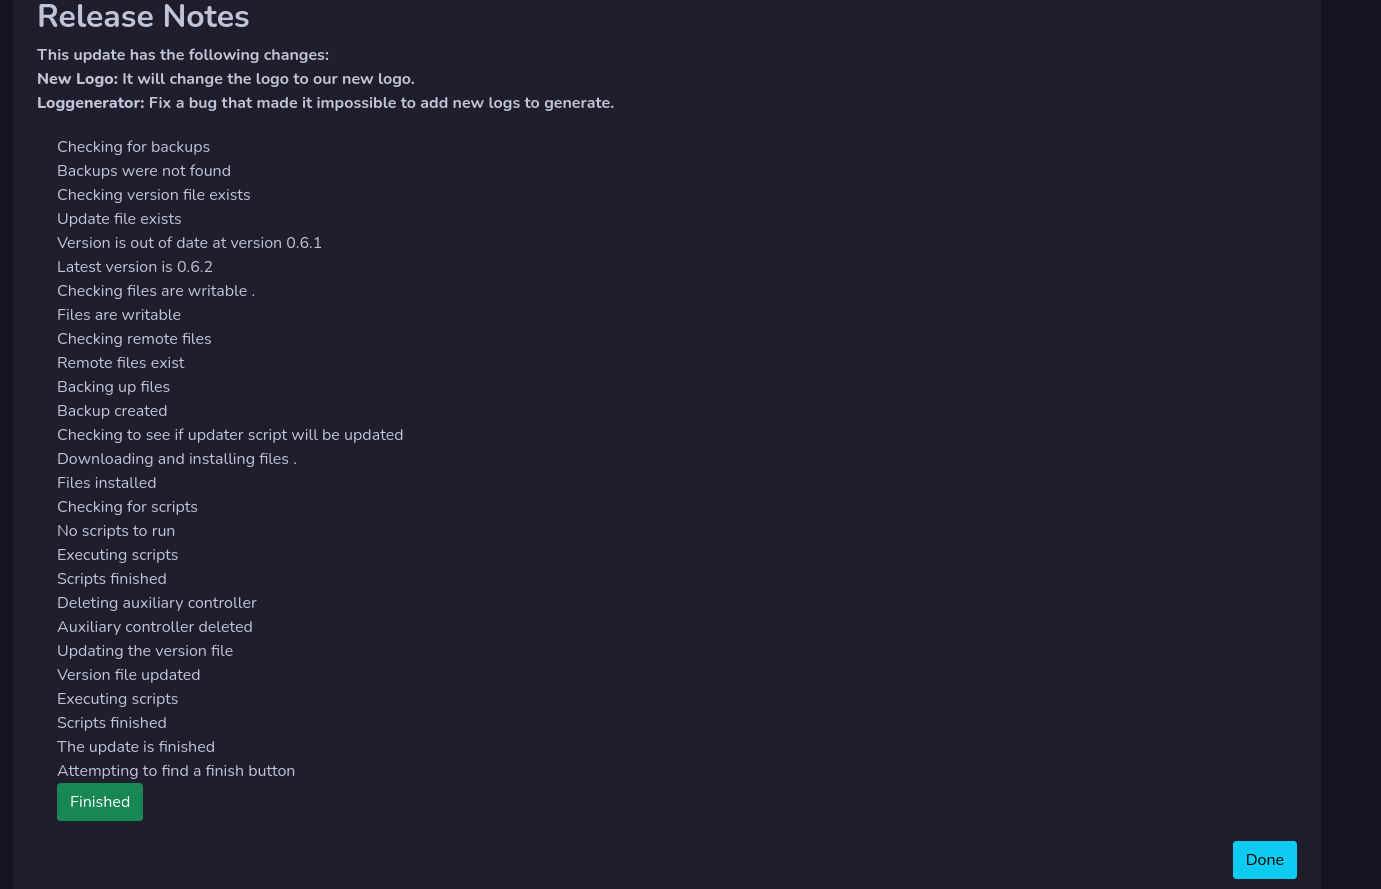 Release Notes
This update has the following changes:
New Logo: It will change the logo to our new logo.
Loggenerator: Fix a bug that made it impossible to add new logs to generate.
Checking for backups
Backups were not found
Checking version file exists
Update file exists
Version is out of date at version 0.6.1
Latest version is 0.6.2
Checking files are writable .
Files are writable
Checking remote files
Remote files exist
Backing up files
Backup created
Checking to see if updater script will be updated
Downloading and installing files .
Files installed
Checking for scripts
No scripts to run
Executing scripts
Scripts finished
Deleting auxiliary controller
Auxiliary controller deleted
Updating the version file
Version file updated
Executing scripts
Scripts finished
The update is finished
Attempting to find a finish button
Finished
Done